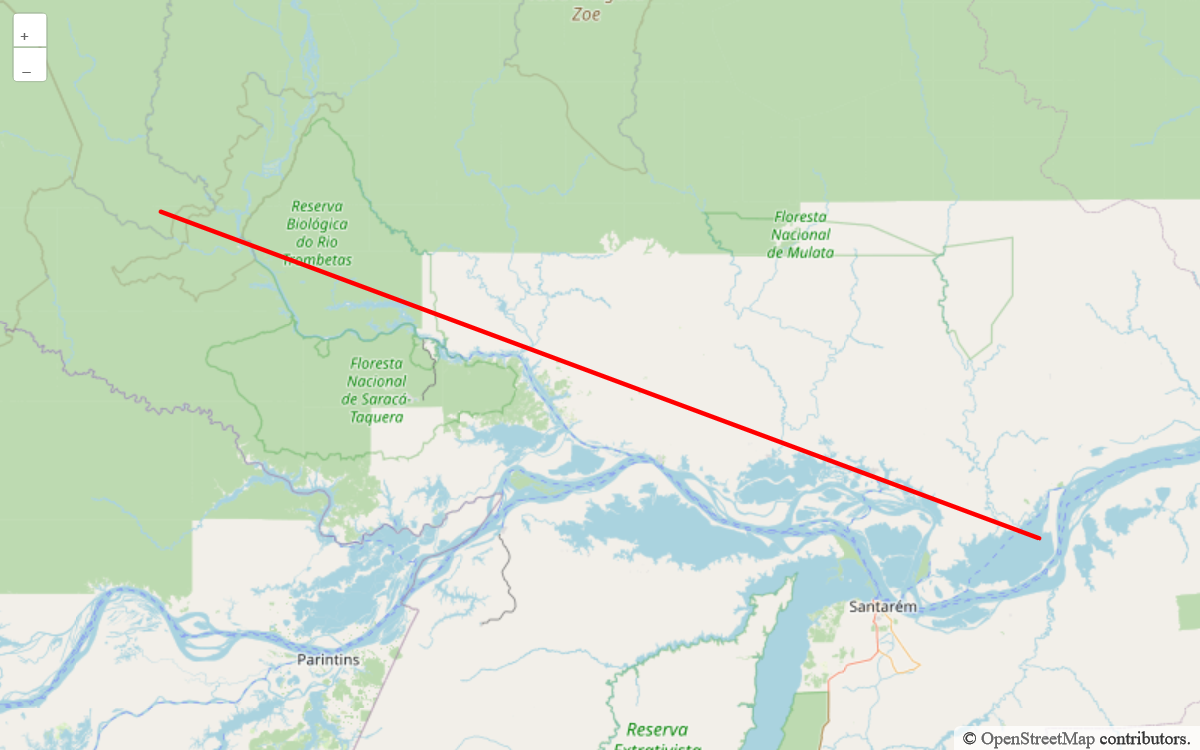 Zoe
+
–
Reserva
Biológica
do Rio
Trombetas
Floresta
Nacional
de Mulata
Floresta
Nacional
de Saracá-
Taquera
Santarém
Parintins
Reserva
Extrativista
© OpenStreetMap contributors.